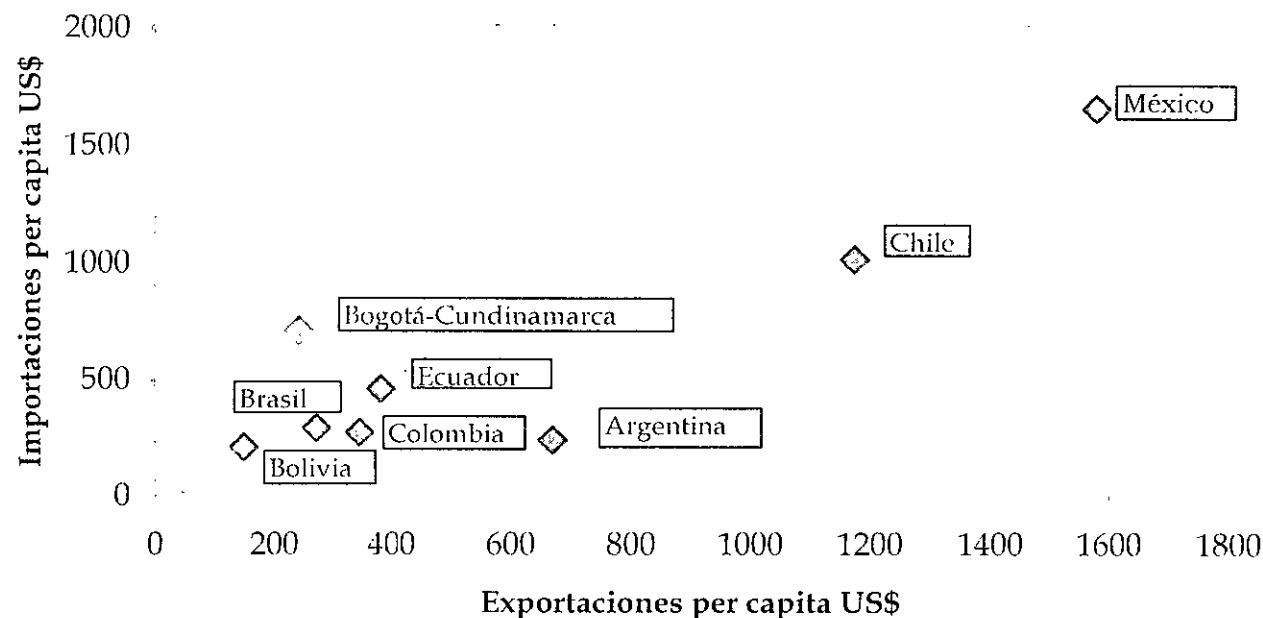 Importaciones per capita US$
2000
1500
1000
500
0
México
Chile
Bogotá-Cundinamarca
Ecuador
Brasil
Colombia
Argentina
Bolivia
0 200 400 600 800 1000 1200 1400 1600 1800
Exportaciones per capita US$